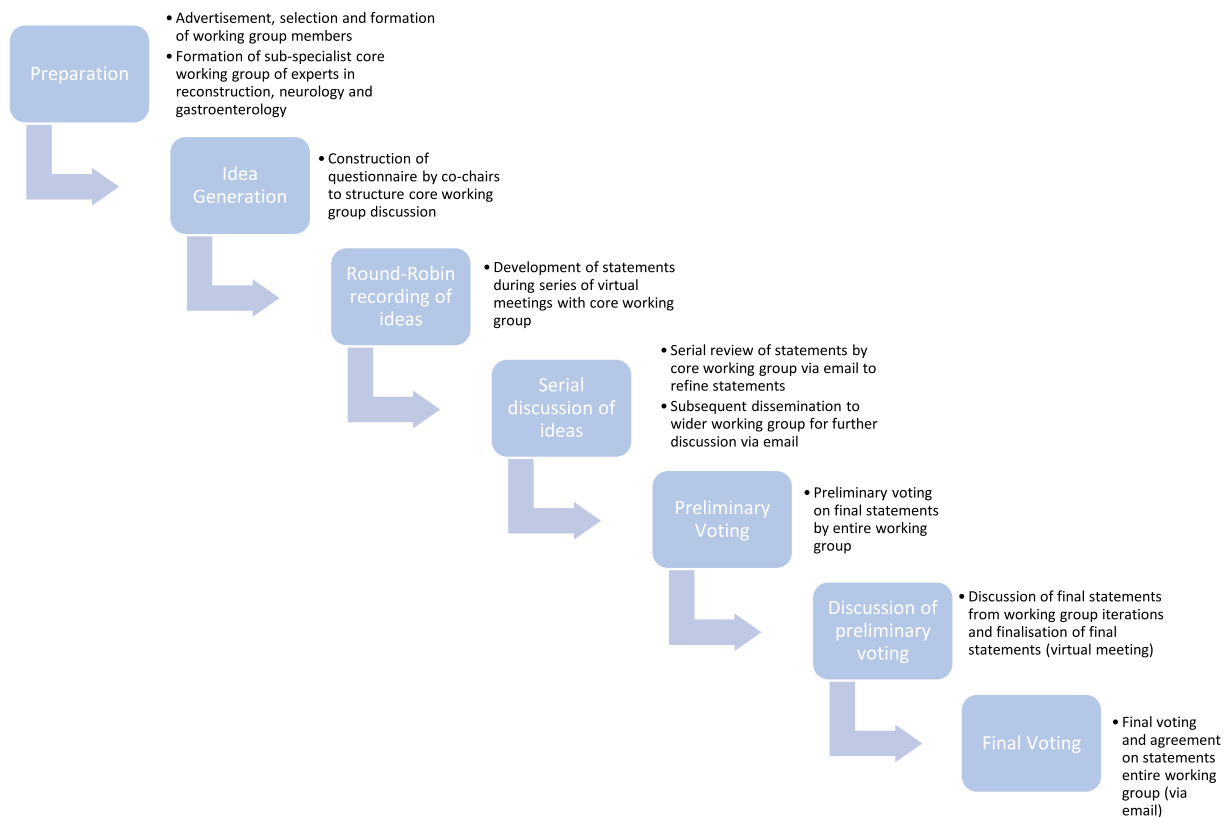 Preparation
• Advertisement, selection and formation
of working group members
• Formation of sub-specialist core
working group of experts in
reconstruction, neurology and
gastroenterology
Idea
Generation
• Construction of
questionnaire by co-chairs
to structure core working
group discussion
Round-Robin
recording of
ideas
• Development of statements
during series of virtual
meetings with core working
group
Serial
discussion of
ideas
• Serial review of statements by
core working group via email to
refine statements
• Subsequent dissemination to
wider working group for further
discussion via email
Preliminary
Voting
• Preliminary voting
on final statements
by entire working
group
Discussion of
preliminary
voting
• Discussion of final statements
from working group iterations
and finalisation of final
statements (virtual meeting)
Final Voting
• Final voting
and agreement
on statements
entire working
group (via
email)